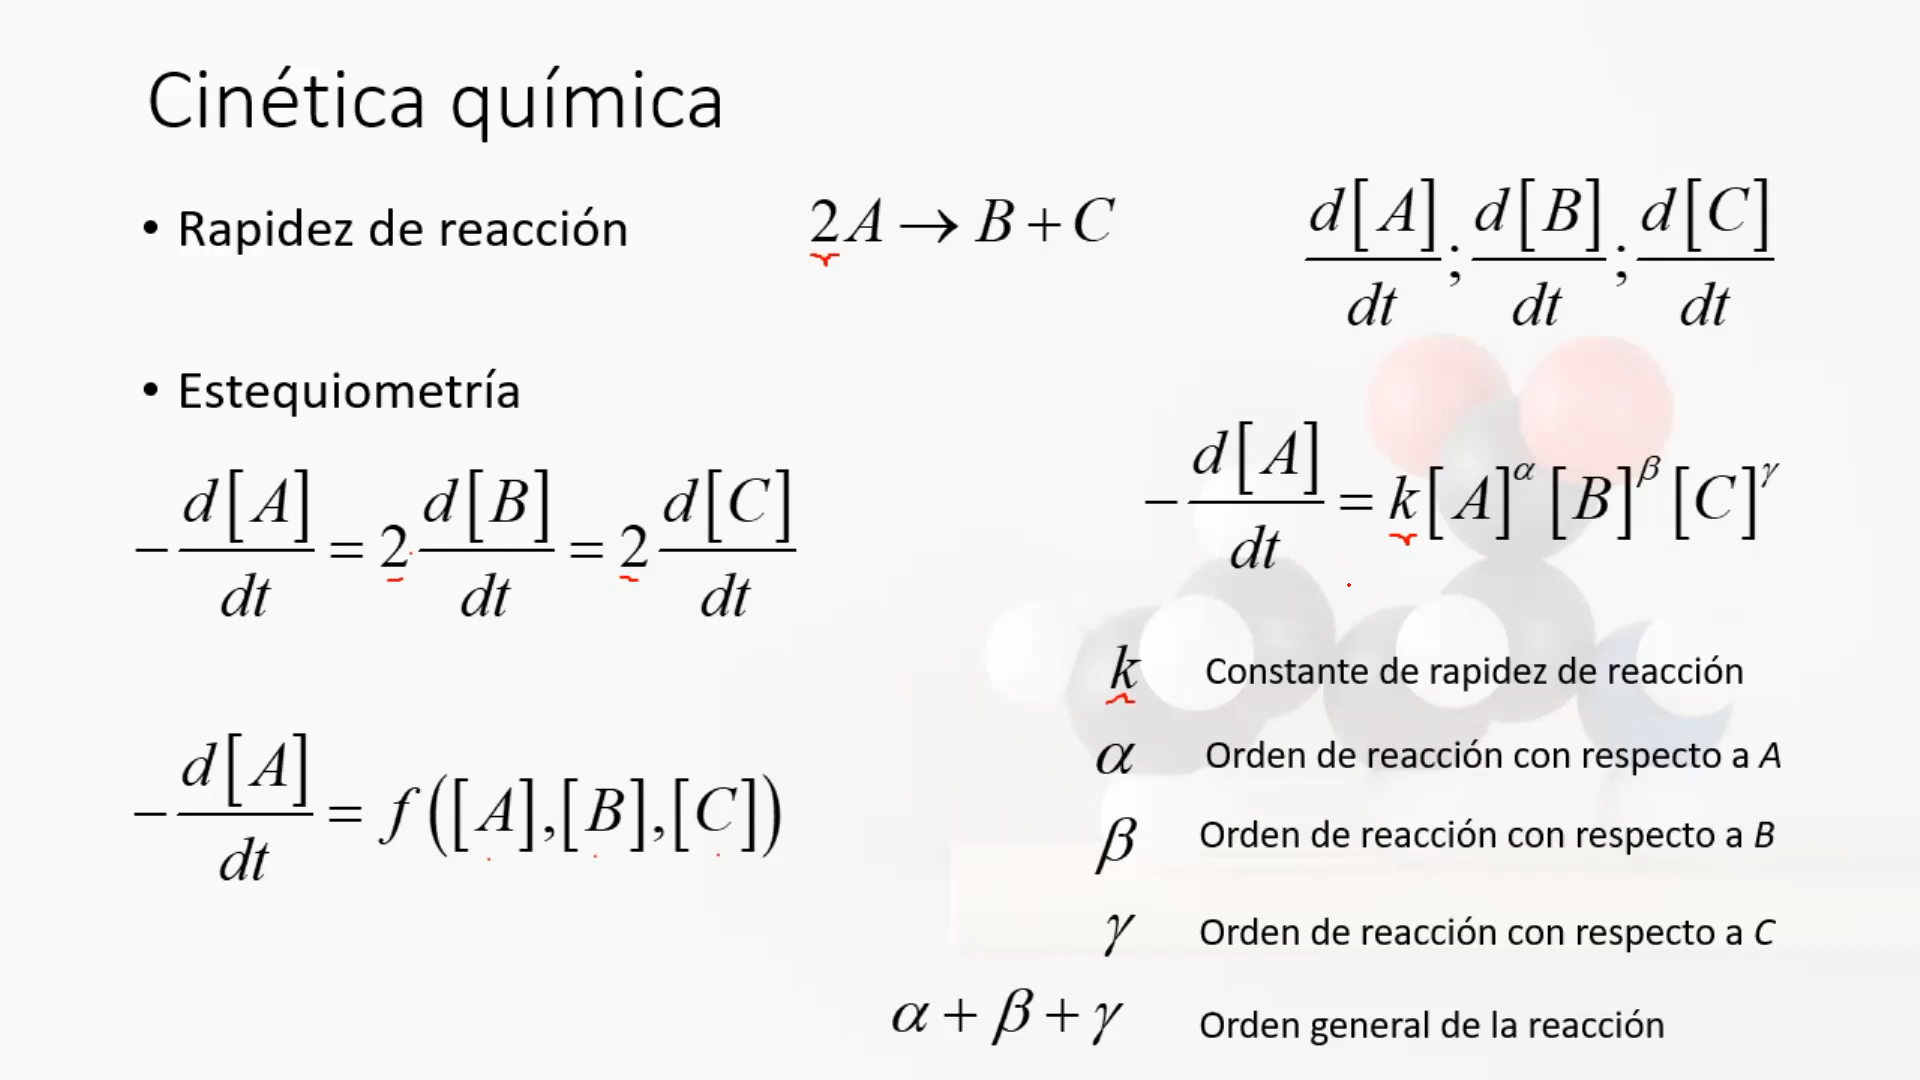 Cinética química
• Rapidez de reacción
2A → B + C
d[A]/dt ; d[B]/dt ; d[C]/dt
• Estequiometría
−d[A]/dt = 2 d[B]/dt = 2 d[C]/dt
−d[A]/dt = f([A],[B],[C])
−d[A]/dt = k[A]^α [B]^β [C]^γ
k Constante de rapidez de reacción
α Orden de reacción con respecto a A
β Orden de reacción con respecto a B
γ Orden de reacción con respecto a C
α + β + γ Orden general de la reacción